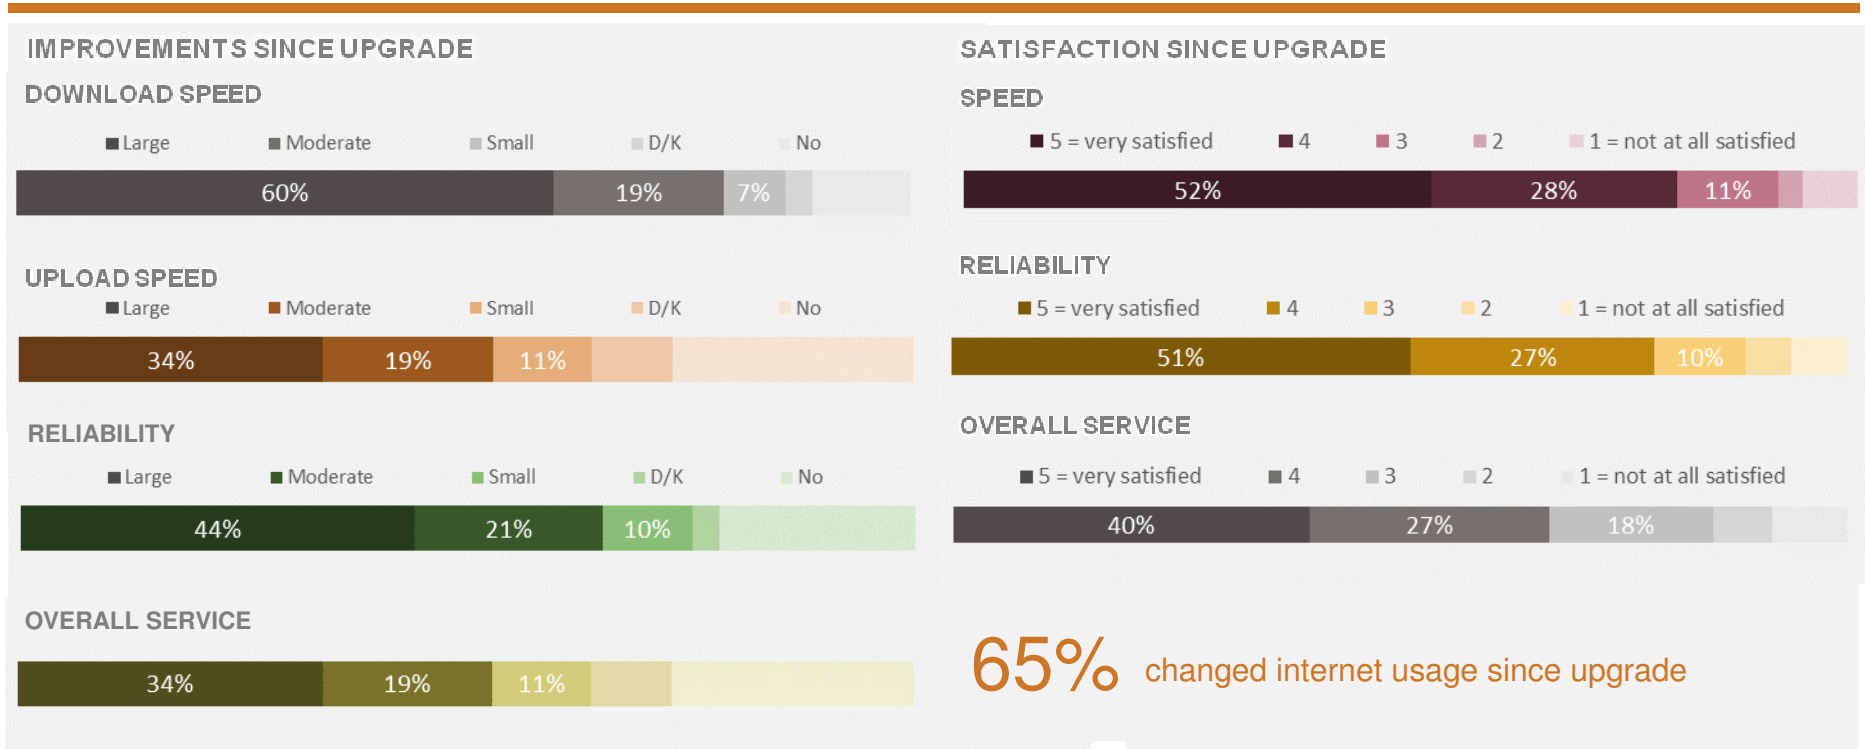 IMPROVEMENTS SINCE UPGRADE
DOWNLOAD SPEED
Large Moderate Small D/K No
60% 19% 7%
UPLOAD SPEED
Large Moderate Small D/K No
34% 19% 11%
RELIABILITY
Large Moderate Small D/K No
44% 21% 10%
OVERALL SERVICE
34% 19% 11%
SATISFACTION SINCE UPGRADE
SPEED
5 = very satisfied 4 3 2 1 = not at all satisfied
52% 28% 11%
RELIABILITY
5 = very satisfied 4 3 2 1 = not at all satisfied
51% 27% 10%
OVERALL SERVICE
5 = very satisfied 4 3 2 1 = not at all satisfied
40% 27% 18%
65% changed internet usage since upgrade